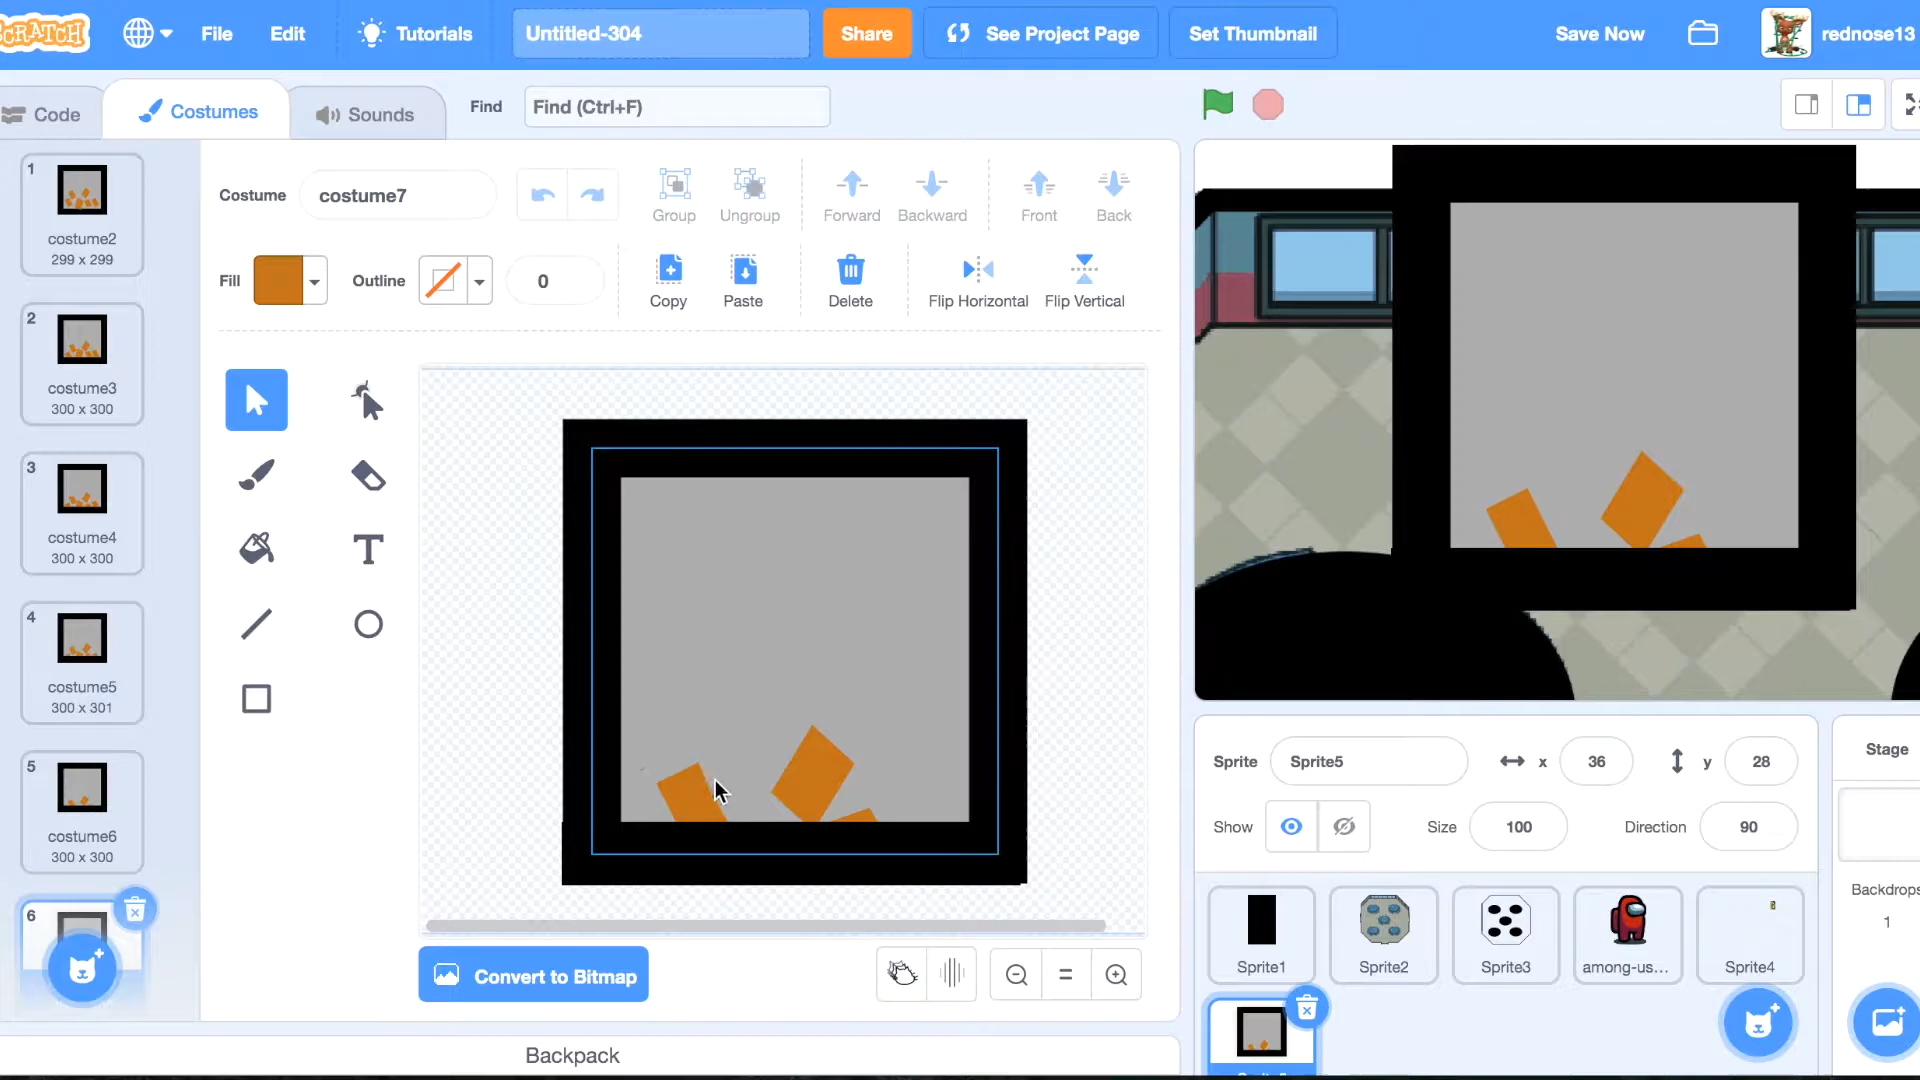 SCRATCH File Edit Tutorials Untitled-304 Share See Project Page Set Thumbnail Save Now rednose13
Code Costumes Sounds Find Find (Ctrl+F)
1
costume2
299 x 299
2
costume3
300 x 300
3
costume4
300 x 300
4
costume5
300 x 301
5
costume6
300 x 300
6
Costume costume7 Group Ungroup Forward Backward Front Back
Fill Outline 0 Copy Paste Delete Flip Horizontal Flip Vertical
T
Convert to Bitmap
Backpack
Sprite Sprite5 x 36 y 28
Show Size 100 Direction 90
Sprite1 Sprite2 Sprite3 among-us... Sprite4
Stage
Backdrops
1